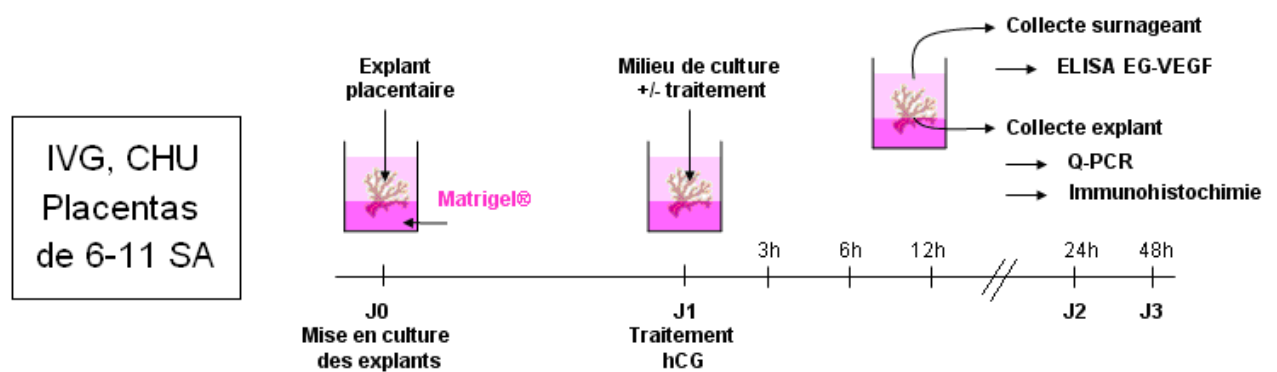 IVG, CHU
Placentas
de 6-11 SA
Explant
placentaire
Matrigel®
Milieu de culture
+/- traitement
Collecte surnageant
ELISA EG-VEGF
Collecte explant
Q-PCR
Immunohistochimie
3h
6h
12h
24h
48h
J0
Mise en culture
des explants
J1
Traitement
hCG
J2
J3